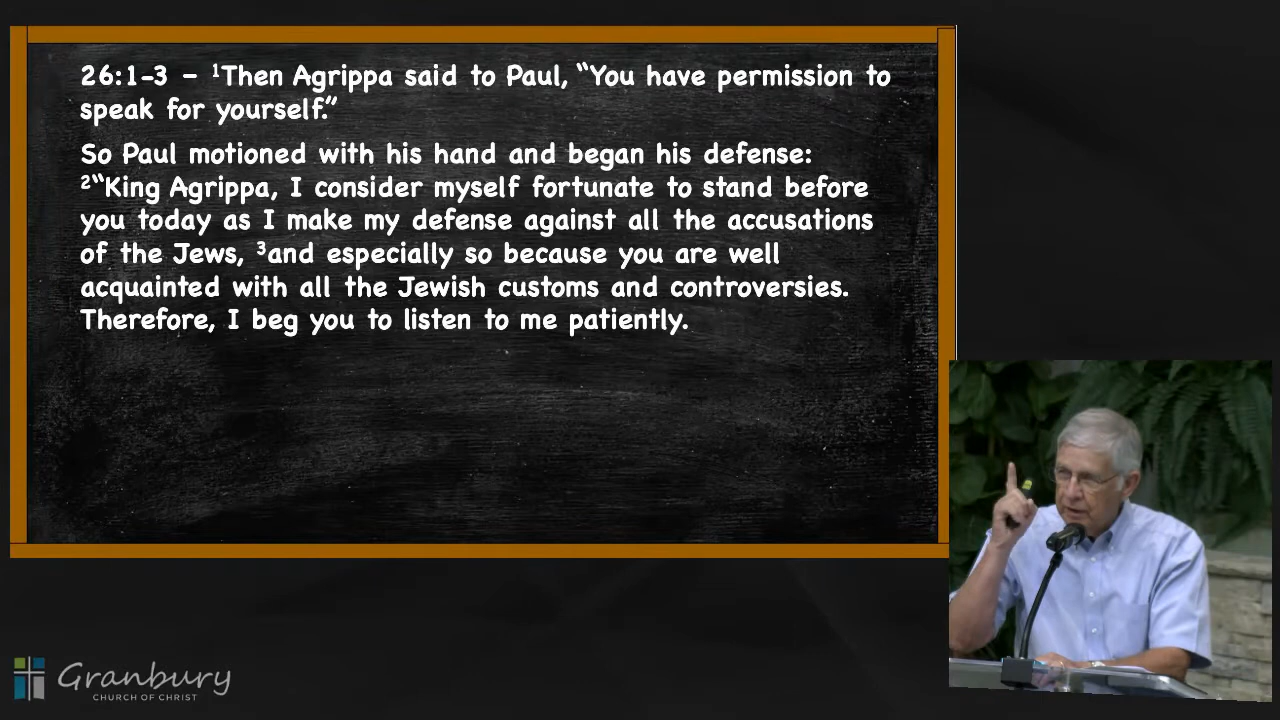 26:1-3 – ¹Then Agrippa said to Paul, “You have permission to
speak for yourself.”
So Paul motioned with his hand and began his defense:
²“King Agrippa, I consider myself fortunate to stand before
you today as I make my defense against all the accusations
of the Jews, ³and especially so because you are well
acquainted with all the Jewish customs and controversies.
Therefore, I beg you to listen to me patiently.
Granbury
CHURCH OF CHRIST